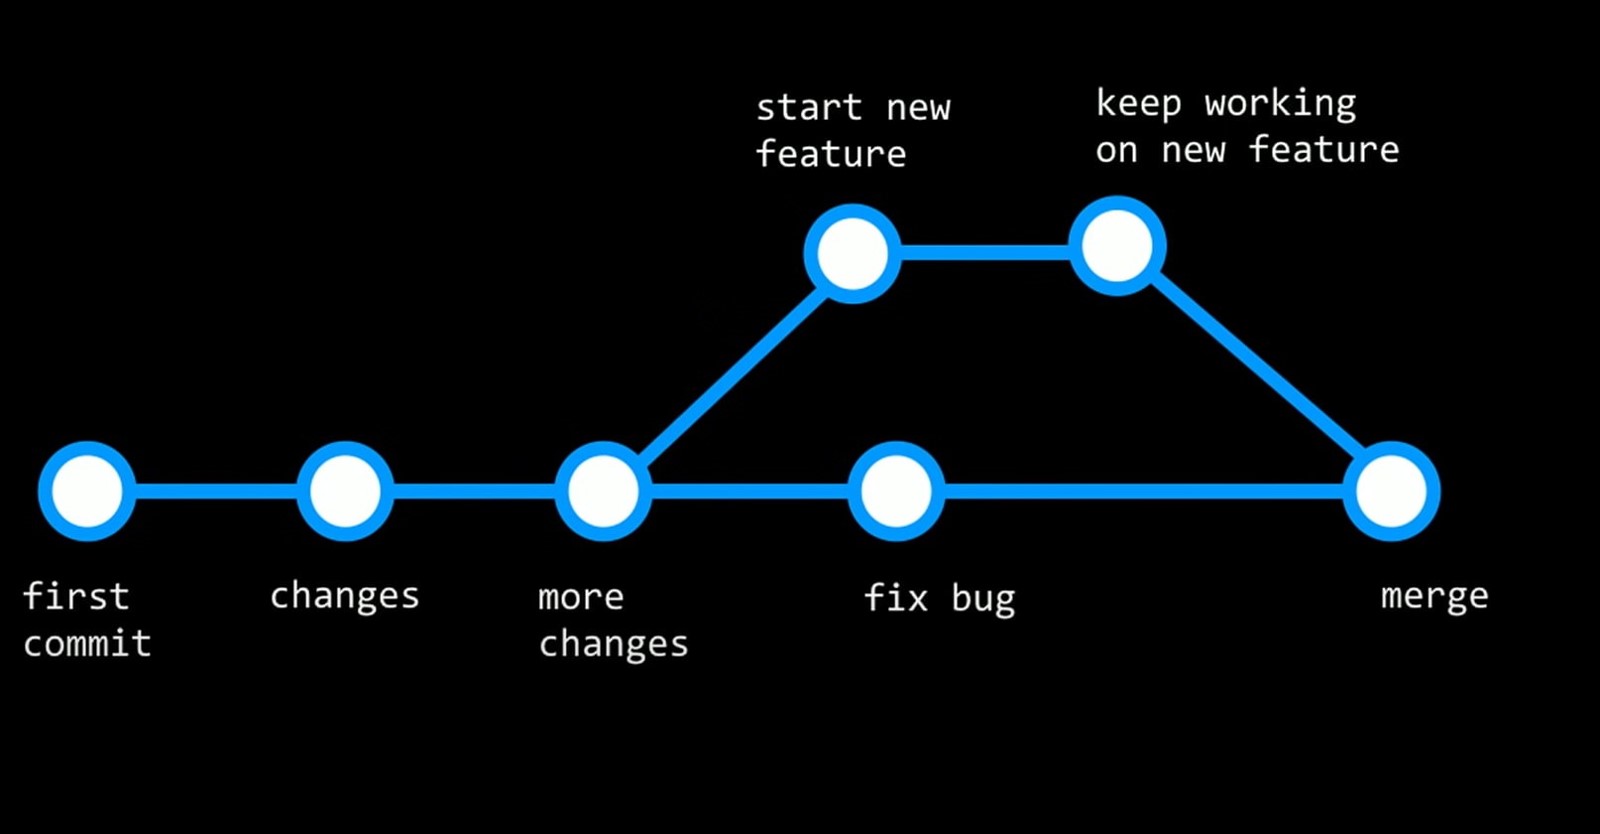 start new
feature
keep working
on new feature
first
commit
changes
more
changes
fix bug
merge